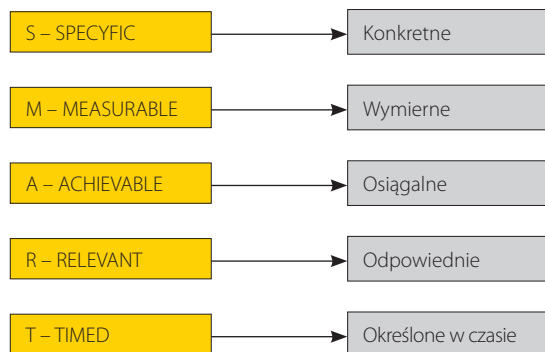 S – SPECYFIC
Konkretne
M – MEASURABLE
Wymierne
A – ACHIEVABLE
Osiągalne
R – RELEVANT
Odpowiednie
T – TIMED
Określone w czasie